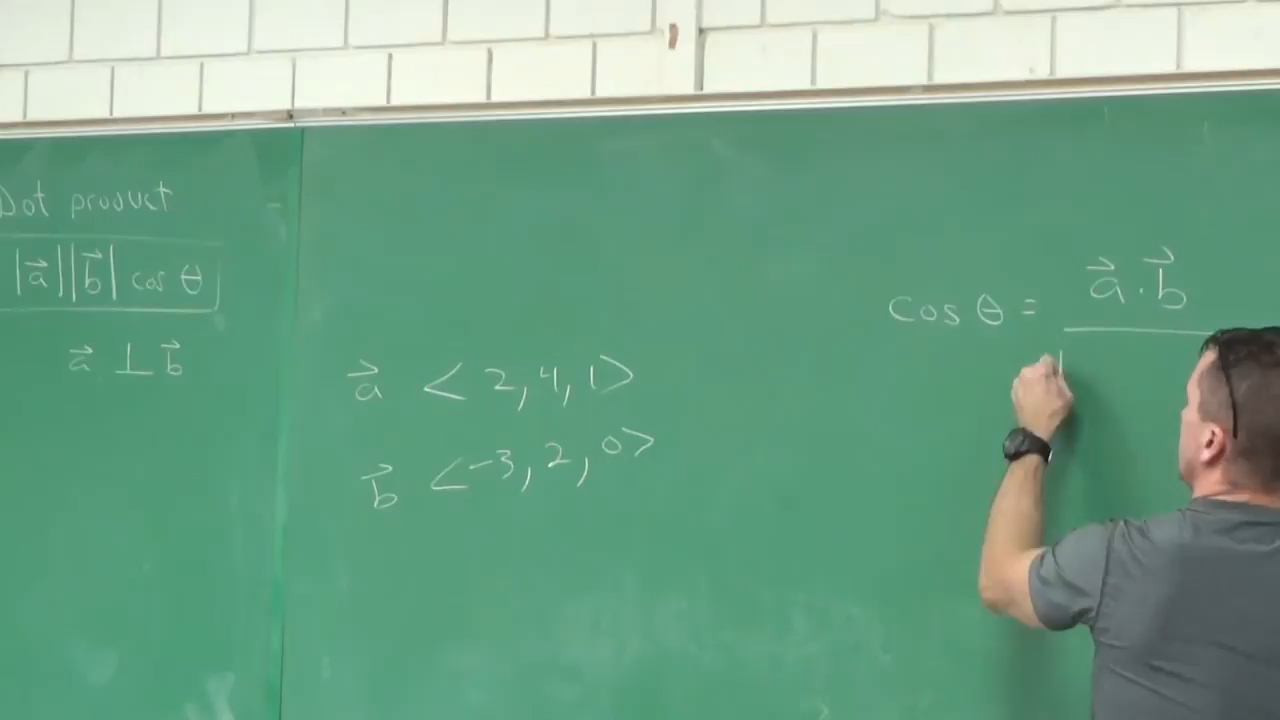 Dot product
|a⃗||b⃗| cos θ
a⃗ ⊥ b⃗
a⃗ < 2, 4, 1>
b⃗ <-3, 2, 0>
cos θ = a⃗ · b⃗